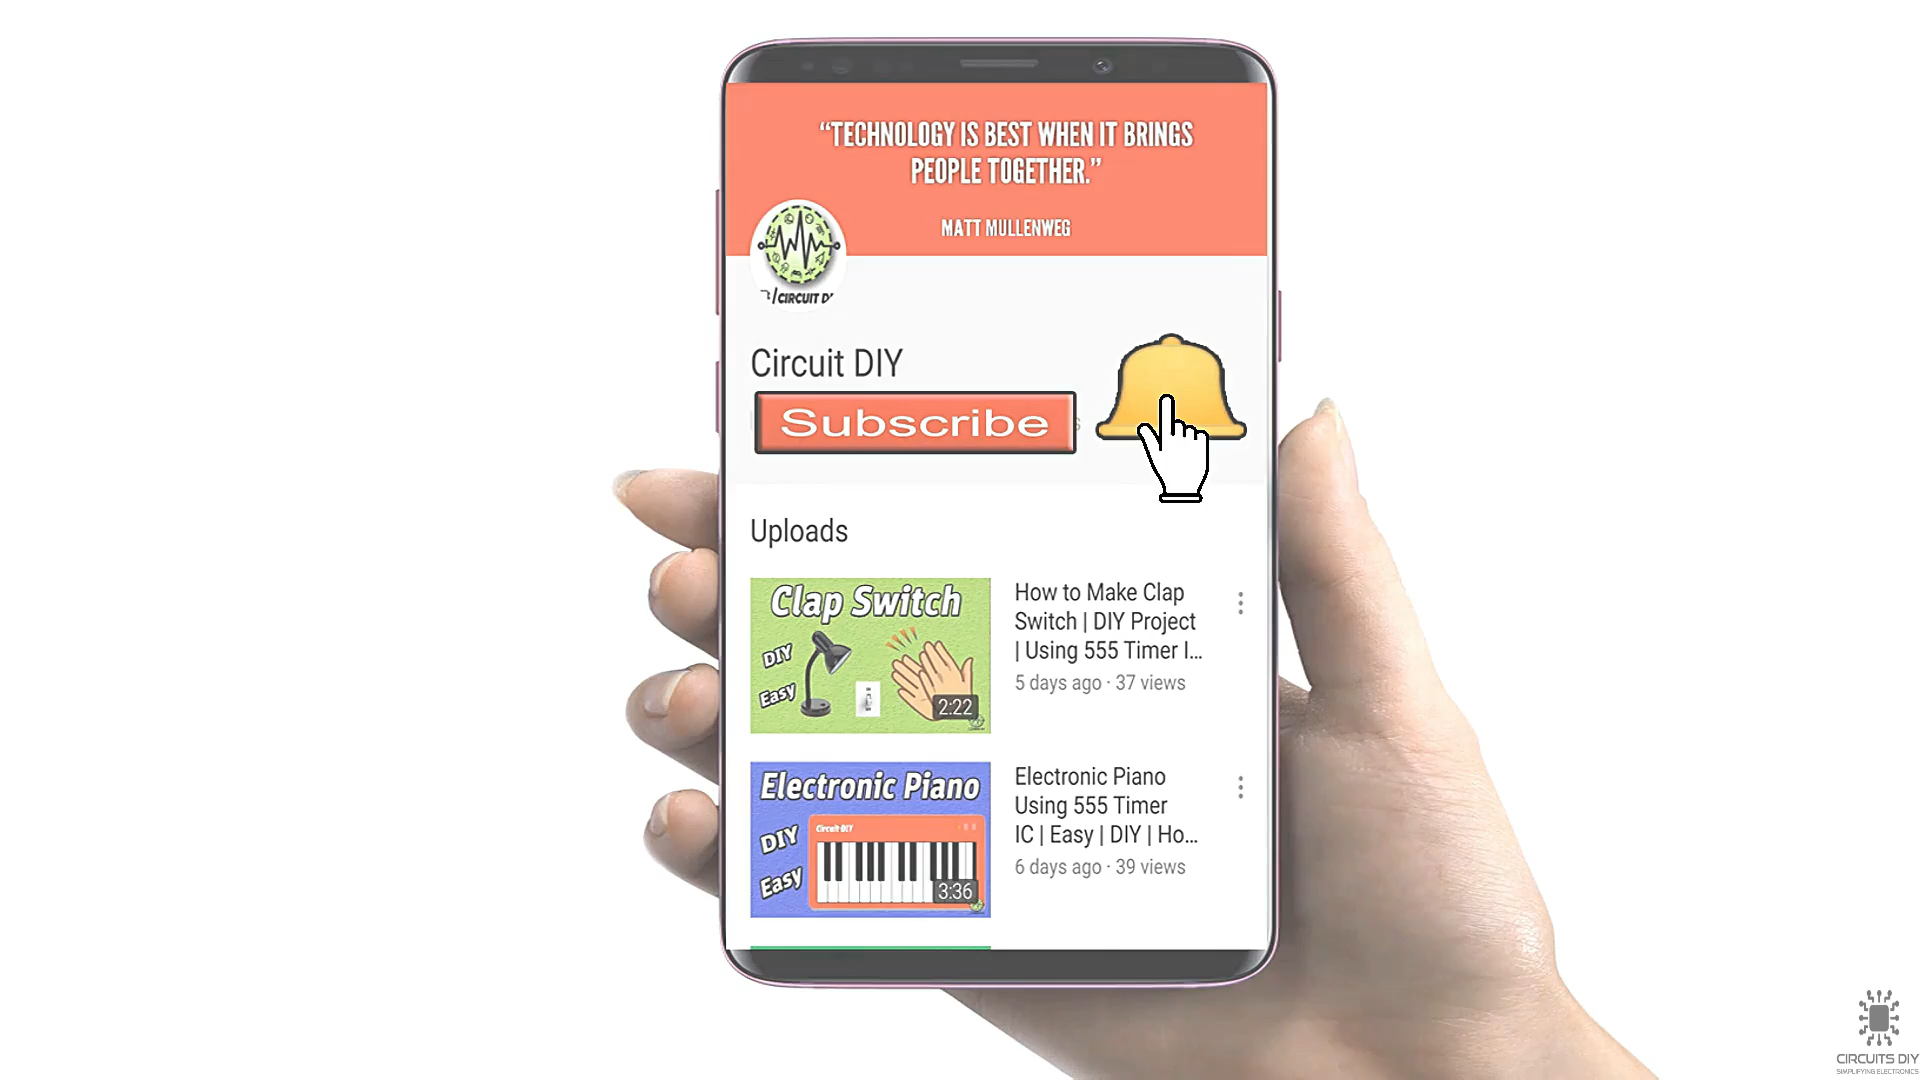 “TECHNOLOGY IS BEST WHEN IT BRINGS
PEOPLE TOGETHER.”
MATT MULLENWEG
/CIRCUIT D
Circuit DIY
Subscribe
Uploads
Clap Switch
DIY
Easy
2:22
How to Make Clap
Switch | DIY Project
| Using 555 Timer I...
5 days ago · 37 views
Electronic Piano
Circuit DIY
DIY
Easy
3:36
Electronic Piano
Using 555 Timer
IC | Easy | DIY | Ho...
6 days ago · 39 views
CIRCUITS DIY
SIMPLIFYING ELECTRONICS